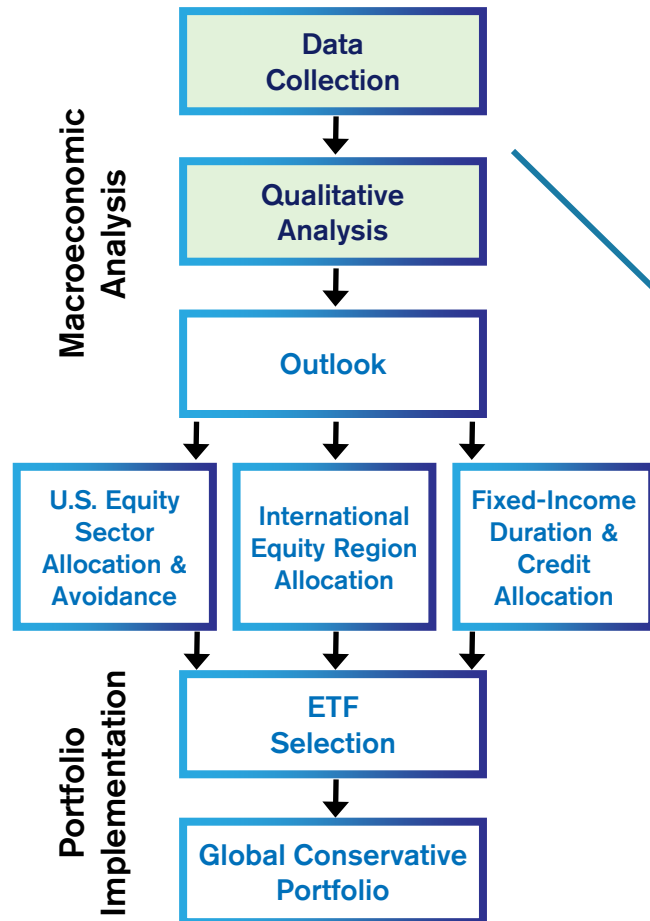 Data
Collection
Macroeconomic
Analysis
Qualitative
Analysis
Outlook
U.S. Equity
Sector
Allocation &
Avoidance
International
Equity Region
Allocation
Fixed-Income
Duration &
Credit
Allocation
Portfolio
Implementation
ETF
Selection
Global Conservative
Portfolio